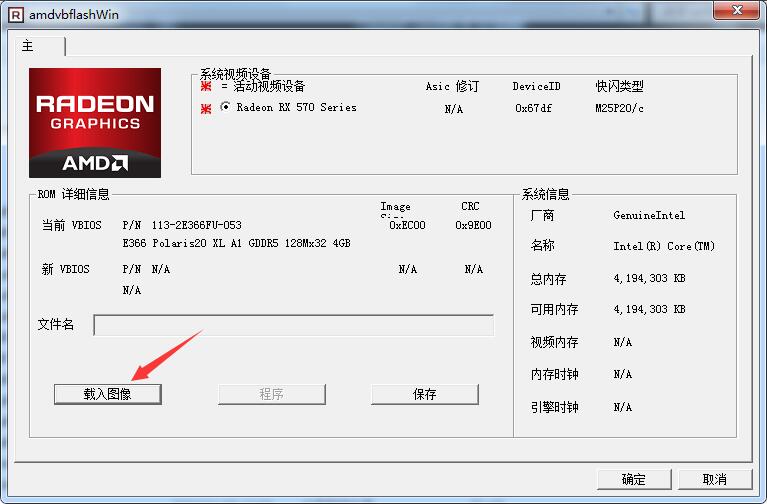 amdvbflashWin
主
RADEON
GRAPHICS
AMD
系统视频设备
= 活动视频设备 Asic 修订 DeviceID 快闪类型
Radeon RX 570 Series N/A 0x67df M25P20/c
ROM 详细信息
Image CRC
当前 VBIOS P/N 113-2E366FU-053 0xEC00 0x9E00
E366 Polaris20 XL A1 GDDR5 128Mx32 4GB
新 VBIOS P/N N/A N/A N/A
N/A
文件名
载入图像 程序 保存
系统信息
厂商 GenuineIntel
名称 Intel(R) Core(TM)
总内存 4,194,303 KB
可用内存 4,194,303 KB
视频内存 N/A
内存时钟 N/A
引擎时钟 N/A
确定 取消